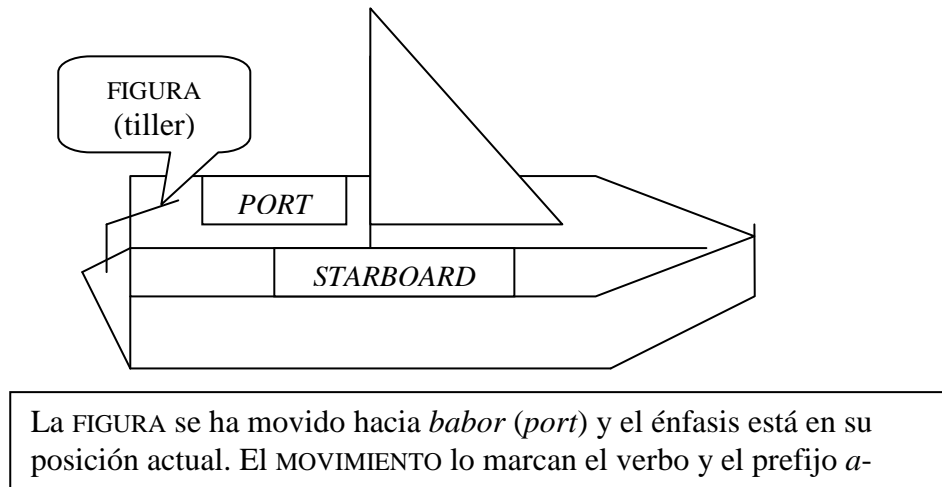 FIGURA
(tiller)
PORT
STARBOARD
La FIGURA se ha movido hacia babor (port) y el énfasis está en su
posición actual. El MOVIMIENTO lo marcan el verbo y el prefijo a-